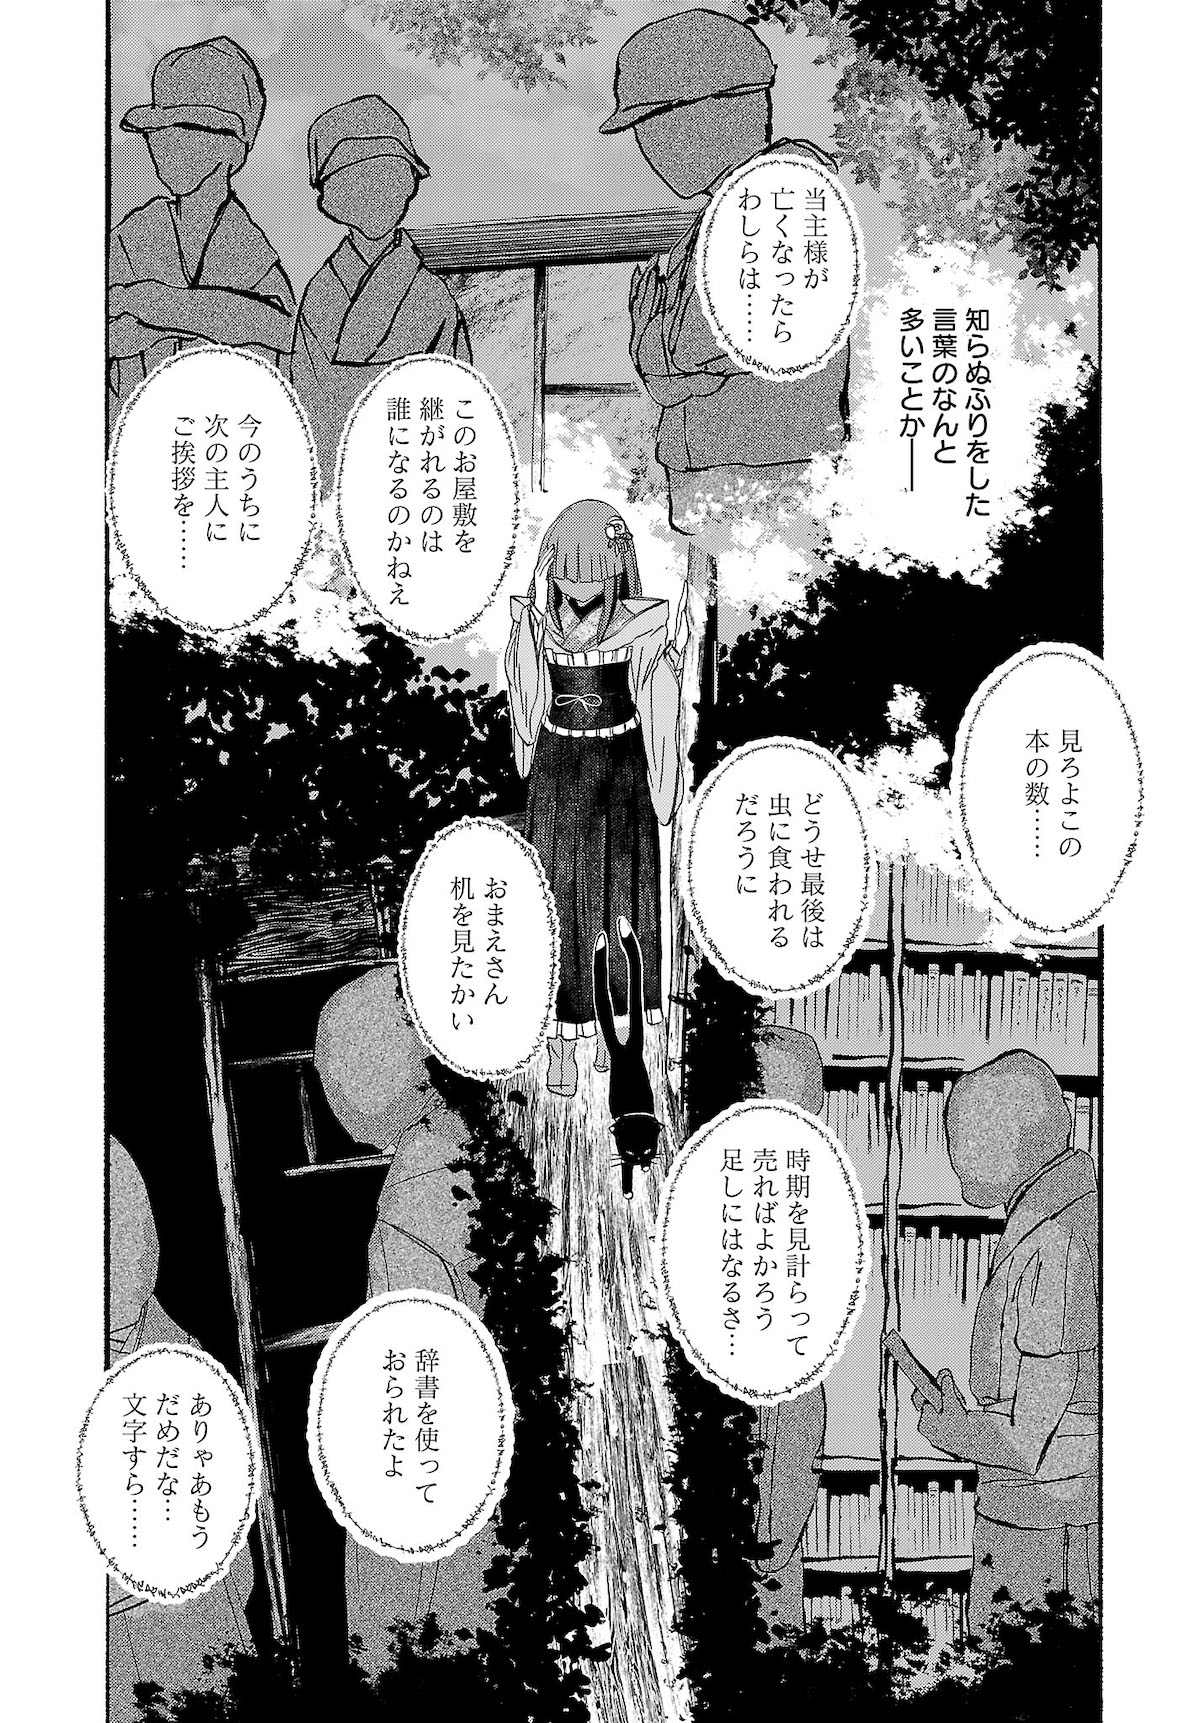 知らぬふりをした
言葉のなんと
多いことか——
当主様が
亡くなったら
わしらは……
このお屋敷を
継がれるのは
誰になるのかねえ
今のうちに
次の主人に
ご挨拶を……
見ろよこの
本の数……
どうせ最後は
虫に食われる
だろうに
おまえさん
机を見たかい
時期を見計らって
売ればよかろう
足しにはなるさ…
辞書を使って
おられたよ
ありゃあもう
だめだな…
文字すら……